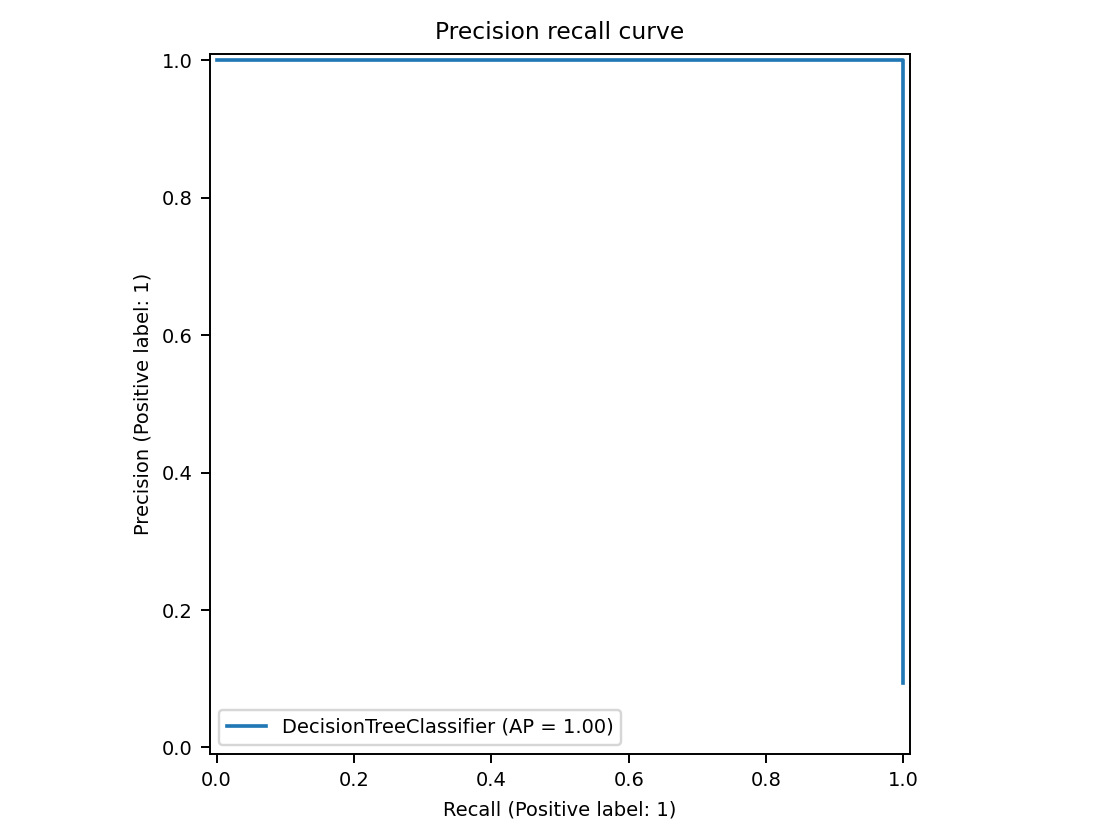 Precision recall curve
1.0
0.8
0.6
0.4
0.2
0.0
Precision (Positive label: 1)
DecisionTreeClassifier (AP = 1.00)
0.0 0.2 0.4 0.6 0.8 1.0
Recall (Positive label: 1)